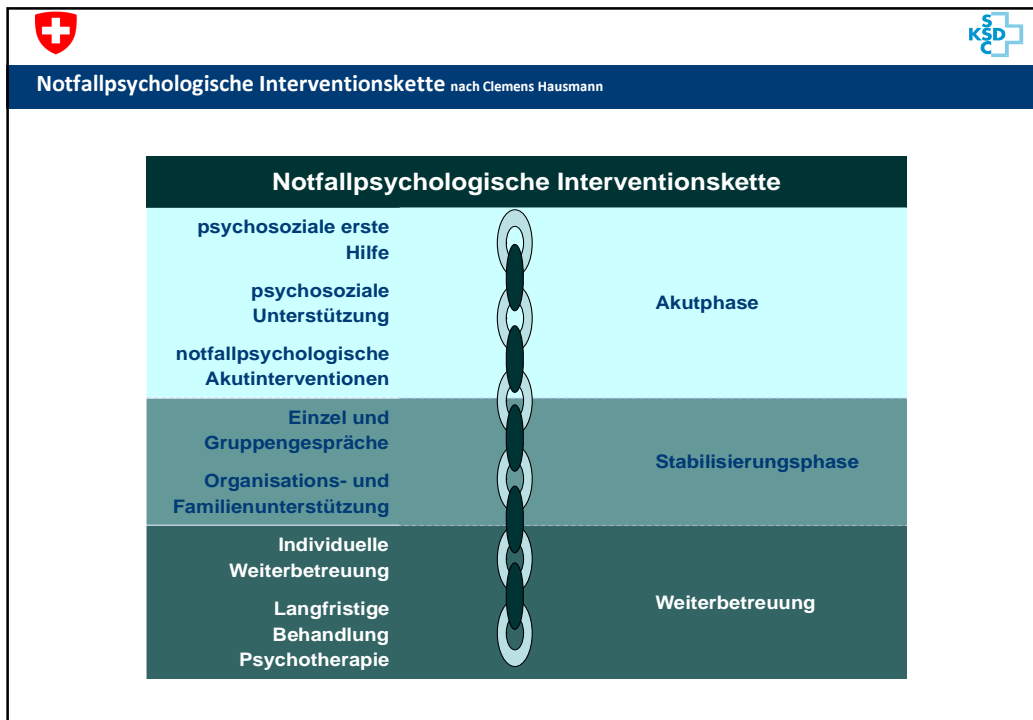 S
KSD
C
Notfallpsychologische Interventionskette nach Clemens Hausmann
Notfallpsychologische Interventionskette
psychosoziale erste
Hilfe
psychosoziale
Unterstützung
notfallpsychologische
Akutinterventionen
Akutphase
Einzel und
Gruppengespräche
Organisations- und
Familienunterstützung
Stabilisierungsphase
Individuelle
Weiterbetreuung
Langfristige
Behandlung
Psychotherapie
Weiterbetreuung